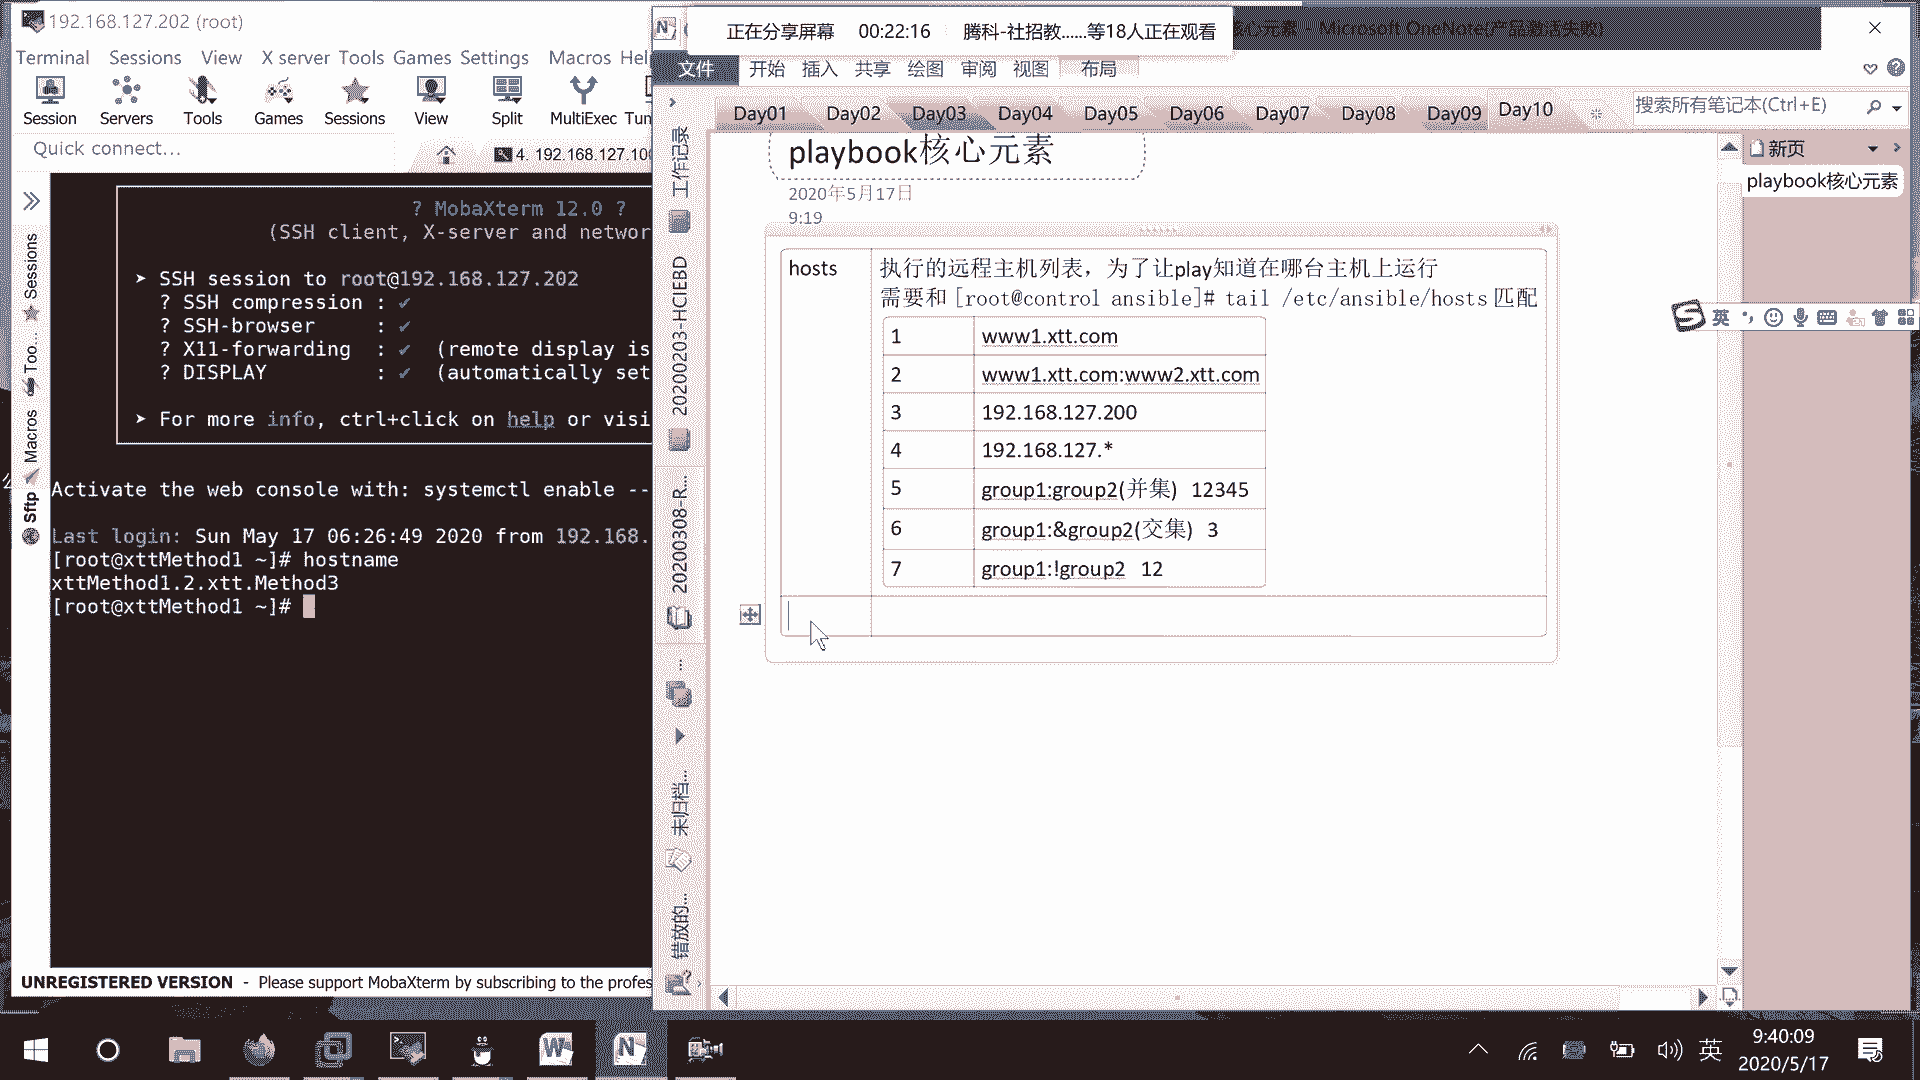 192.168.127.202 (root)
Terminal Sessions View X server Tools Games Settings Macros Hel
Session Servers Tools Games Sessions View Split MultiExec Tun
Quick connect...
4. 192.168.127.10
Sessions
Too...
Macros
Sftp
? MobaXterm 12.0 ?
(SSH client, X-server and networ
➤ SSH session to root@192.168.127.202
? SSH compression : ✔
? SSH-browser : ✔
? X11-forwarding : ✔ (remote display is
? DISPLAY : ✔ (automatically set
➤ For more info, ctrl+click on help or visi
Activate the web console with: systemctl enable --
Last login: Sun May 17 06:26:49 2020 from 192.168.
[root@xttMethod1 ~]# hostname
xttMethod1.2.xtt.Method3
[root@xttMethod1 ~]#
UNREGISTERED VERSION - Please support MobaXterm by subscribing to the profes
正在分享屏幕 00:22:16 腾科-社招教......等18人正在观看
核心元素 - Microsoft OneNote(产品激活失败)
文件 开始 插入 共享 绘图 审阅 视图 布局
Day01 Day02 Day03 Day04 Day05 Day06 Day07 Day08 Day09 Day10
搜索所有笔记本(Ctrl+E)
工作记录
20200203-HCIEBD
20200308-R...
未归档...
错放的...
新页
playbook核心元素
playbook核心元素
2020年5月17日
9:19
hosts 执行的远程主机列表，为了让play知道在哪台主机上运行
需要和 [root@control ansible]# tail /etc/ansible/hosts 匹配
1 www1.xtt.com
2 www1.xtt.com:www2.xtt.com
3 192.168.127.200
4 192.168.127.*
5 group1:group2(并集) 12345
6 group1:&group2(交集) 3
7 group1:!group2 12
英
英
9:40:09
2020/5/17